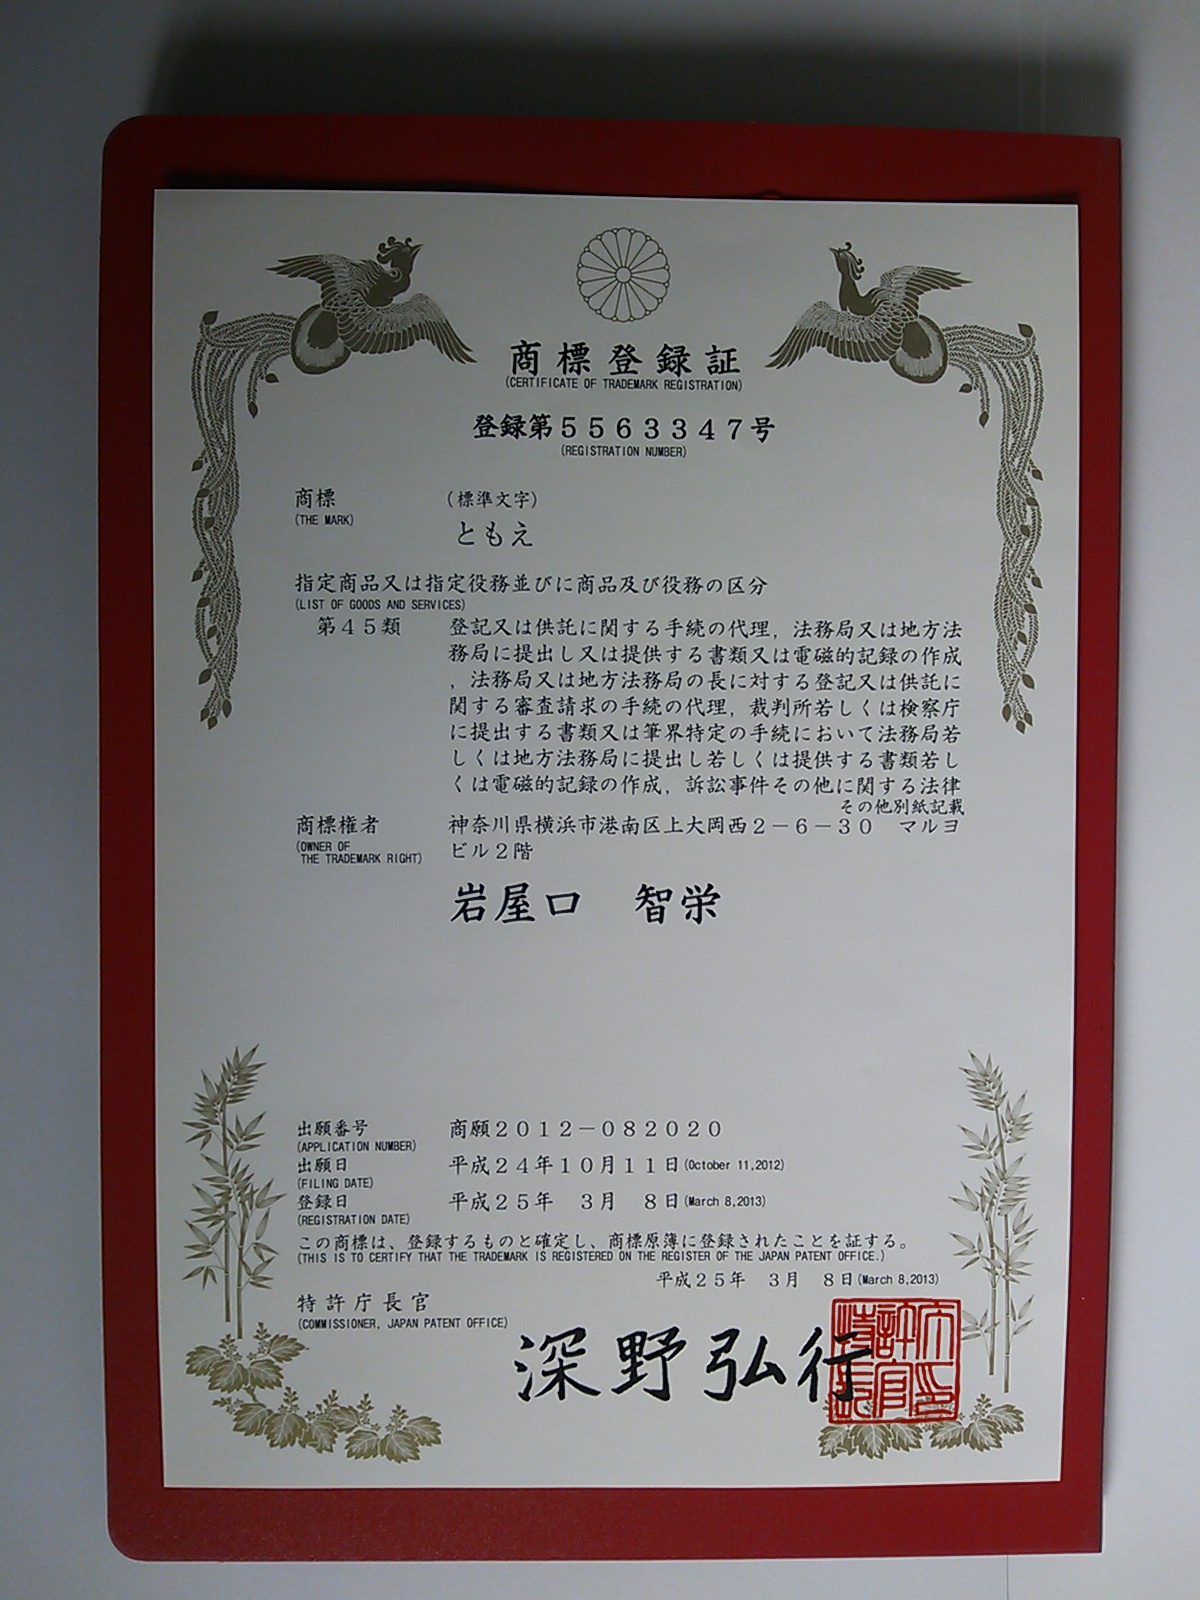 商標登録証
(CERTIFICATE OF TRADEMARK REGISTRATION)
登録第5563347号
(REGISTRATION NUMBER)
商標 (標準文字)
(THE MARK)
ともえ
指定商品又は指定役務並びに商品及び役務の区分
(LIST OF GOODS AND SERVICES)
第45類 登記又は供託に関する手続の代理,法務局又は地方法
務局に提出し又は提供する書類又は電磁的記録の作成
,法務局又は地方法務局の長に対する登記又は供託に
関する審査請求の手続の代理,裁判所若しくは検察庁
に提出する書類又は筆界特定の手続において法務局若
しくは地方法務局に提出し若しくは提供する書類若し
くは電磁的記録の作成,訴訟事件その他に関する法律
その他別紙記載
商標権者 神奈川県横浜市港南区上大岡西2-6-30 マルヨ
(OWNER OF
THE TRADEMARK RIGHT)
ビル2階
岩屋口 智栄
出願番号 商願2012-082020
(APPLICATION NUMBER)
出願日 平成24年10月11日(October 11,2012)
(FILING DATE)
登録日 平成25年 3月 8日(March 8,2013)
(REGISTRATION DATE)
この商標は、登録するものと確定し、商標原簿に登録されたことを証する。
(THIS IS TO CERTIFY THAT THE TRADEMARK IS REGISTERED ON THE REGISTER OF THE JAPAN PATENT OFFICE.)
平成25年 3月 8日(March 8,2013)
特許庁長官
(COMMISSIONER, JAPAN PATENT OFFICE)
深野弘行